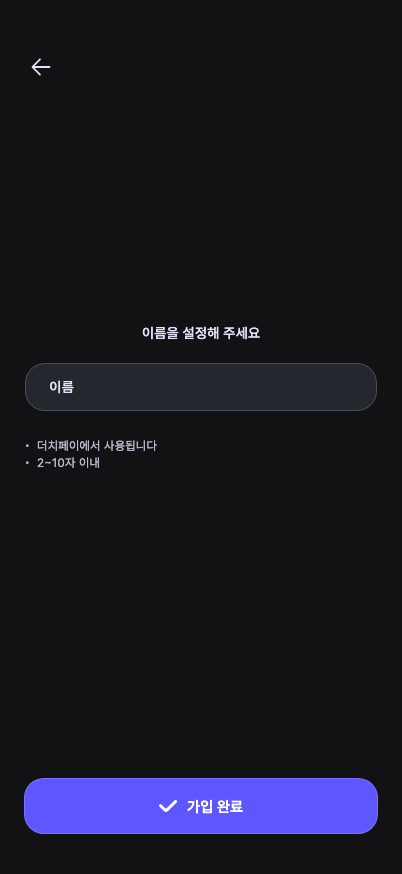 이름을 설정해 주세요
이름
• 더치페이에서 사용됩니다
• 2~10자 이내
가입 완료